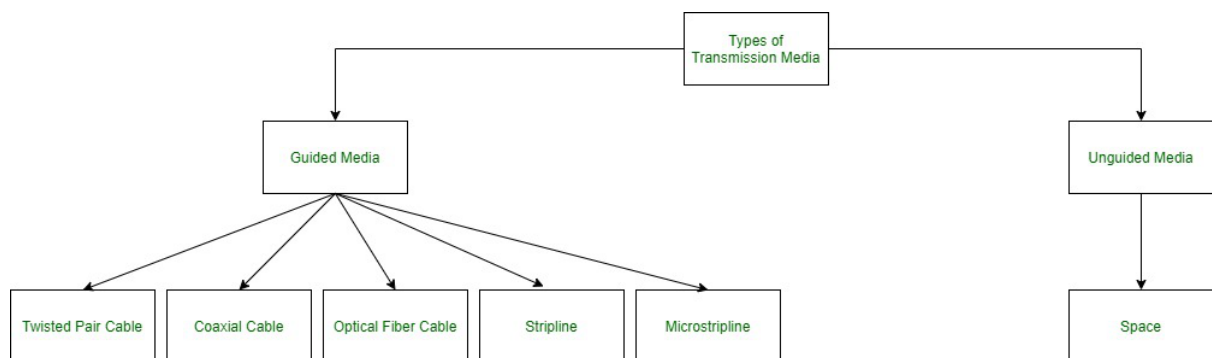 Types of
Transmission Media
Guided Media
Unguided Media
Twisted Pair Cable
Coaxial Cable
Optical Fiber Cable
Stripline
Microstripline
Space